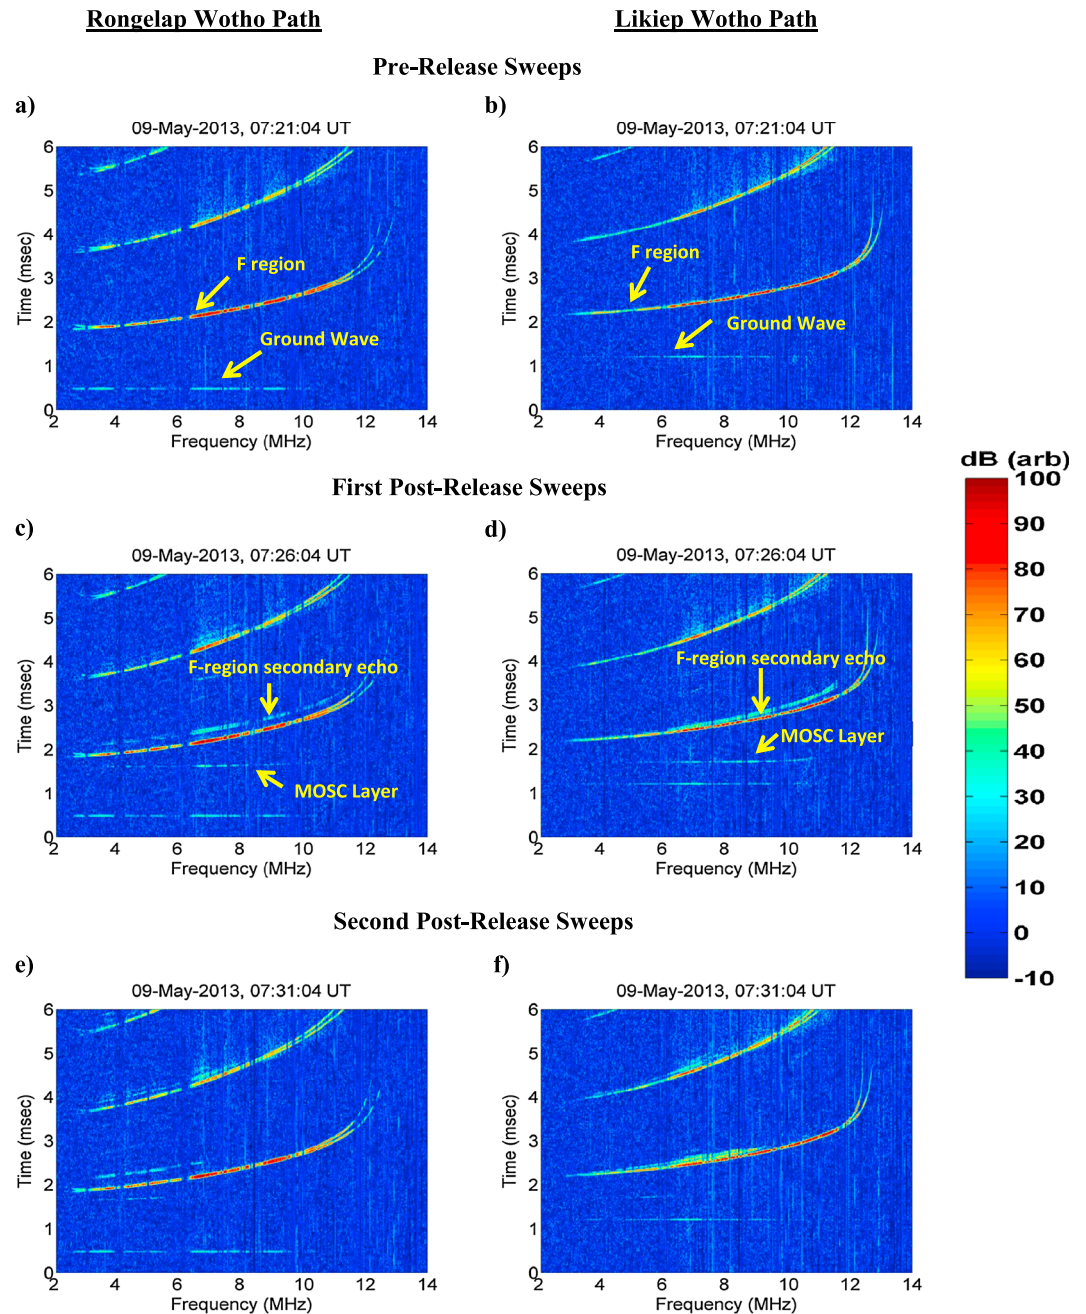 Rongelap Wotho Path
Likiep Wotho Path
Pre-Release Sweeps
a)
09-May-2013, 07:21:04 UT
6
5
4
3
2
1
0
Time (msec)
F region
Ground Wave
2 4 6 8 10 12 14
Frequency (MHz)
b)
09-May-2013, 07:21:04 UT
6
5
4
3
2
1
0
Time (msec)
F region
Ground Wave
2 4 6 8 10 12 14
Frequency (MHz)
First Post-Release Sweeps
c)
09-May-2013, 07:26:04 UT
6
5
4
3
2
1
0
Time (msec)
F-region secondary echo
MOSC Layer
2 4 6 8 10 12 14
Frequency (MHz)
d)
09-May-2013, 07:26:04 UT
6
5
4
3
2
1
0
Time (msec)
F-region secondary echo
MOSC Layer
2 4 6 8 10 12 14
Frequency (MHz)
dB (arb)
100
90
80
70
60
50
40
30
20
10
0
-10
Second Post-Release Sweeps
e)
09-May-2013, 07:31:04 UT
6
5
4
3
2
1
0
Time (msec)
2 4 6 8 10 12 14
Frequency (MHz)
f)
09-May-2013, 07:31:04 UT
6
5
4
3
2
1
0
Time (msec)
2 4 6 8 10 12 14
Frequency (MHz)